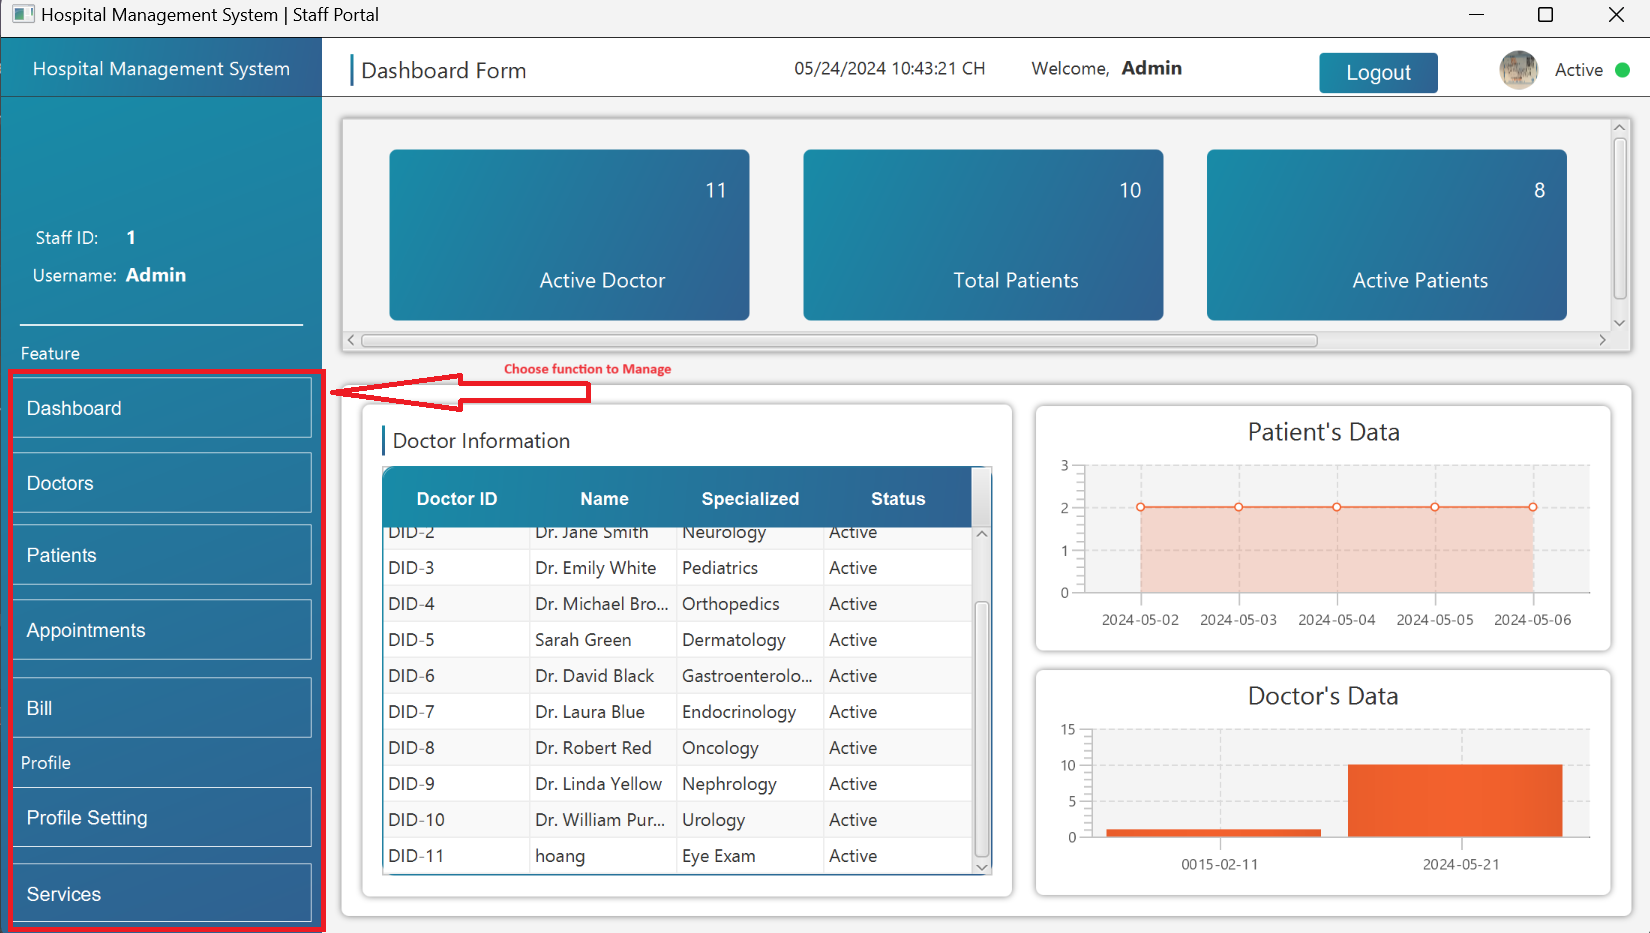 Hospital Management System | Staff Portal
Hospital Management System
Dashboard Form
05/24/2024 10:43:21 CH
Welcome, Admin
Logout
Active
Staff ID: 1
Username: Admin
Feature
Dashboard
Doctors
Patients
Appointments
Bill
Profile
Profile Setting
Services
11
Active Doctor
10
Total Patients
8
Active Patients
Choose function to Manage
Doctor Information
Doctor ID Name Specialized Status
DID-2 Dr. Jane Smith Neurology Active
DID-3 Dr. Emily White Pediatrics Active
DID-4 Dr. Michael Bro... Orthopedics Active
DID-5 Sarah Green Dermatology Active
DID-6 Dr. David Black Gastroenterolo... Active
DID-7 Dr. Laura Blue Endocrinology Active
DID-8 Dr. Robert Red Oncology Active
DID-9 Dr. Linda Yellow Nephrology Active
DID-10 Dr. William Pur... Urology Active
DID-11 hoang Eye Exam Active
Patient's Data
3
2
1
0
2024-05-02 2024-05-03 2024-05-04 2024-05-05 2024-05-06
Doctor's Data
15
10
5
0
0015-02-11 2024-05-21